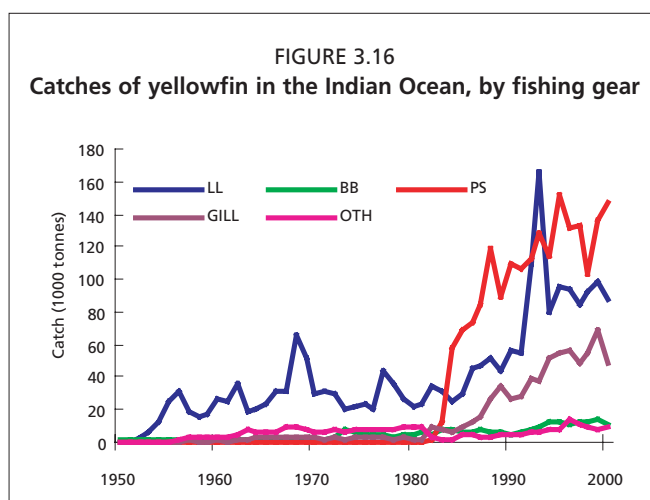 FIGURE 3.16
Catches of yellowfin in the Indian Ocean, by fishing gear
180
160
140
120
100
80
60
40
20
0
Catch (1000 tonnes)
LL BB PS
GILL OTH
1950 1960 1970 1980 1990 2000